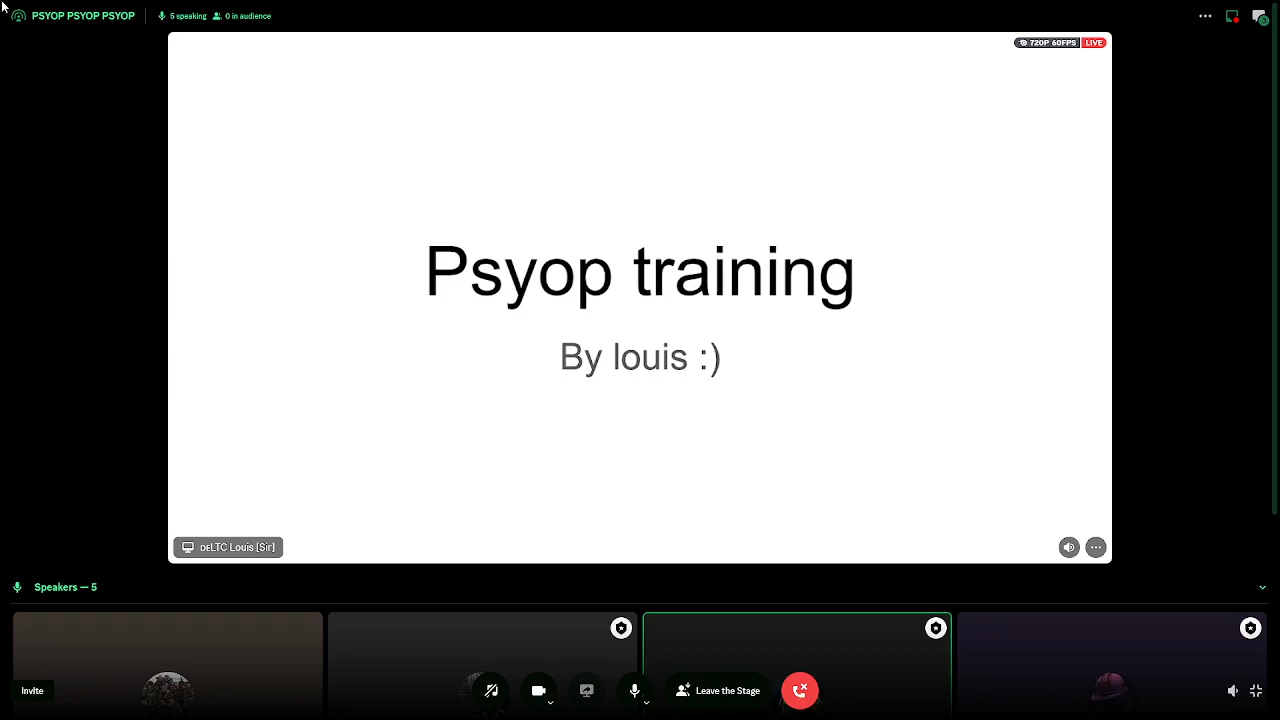 PSYOP PSYOP PSYOP
5 speaking
0 in audience
3
720P 60FPS
LIVE
Psyop training
By louis :)
DELTC Louis [Sir]
Speakers — 5
Invite
Leave the Stage